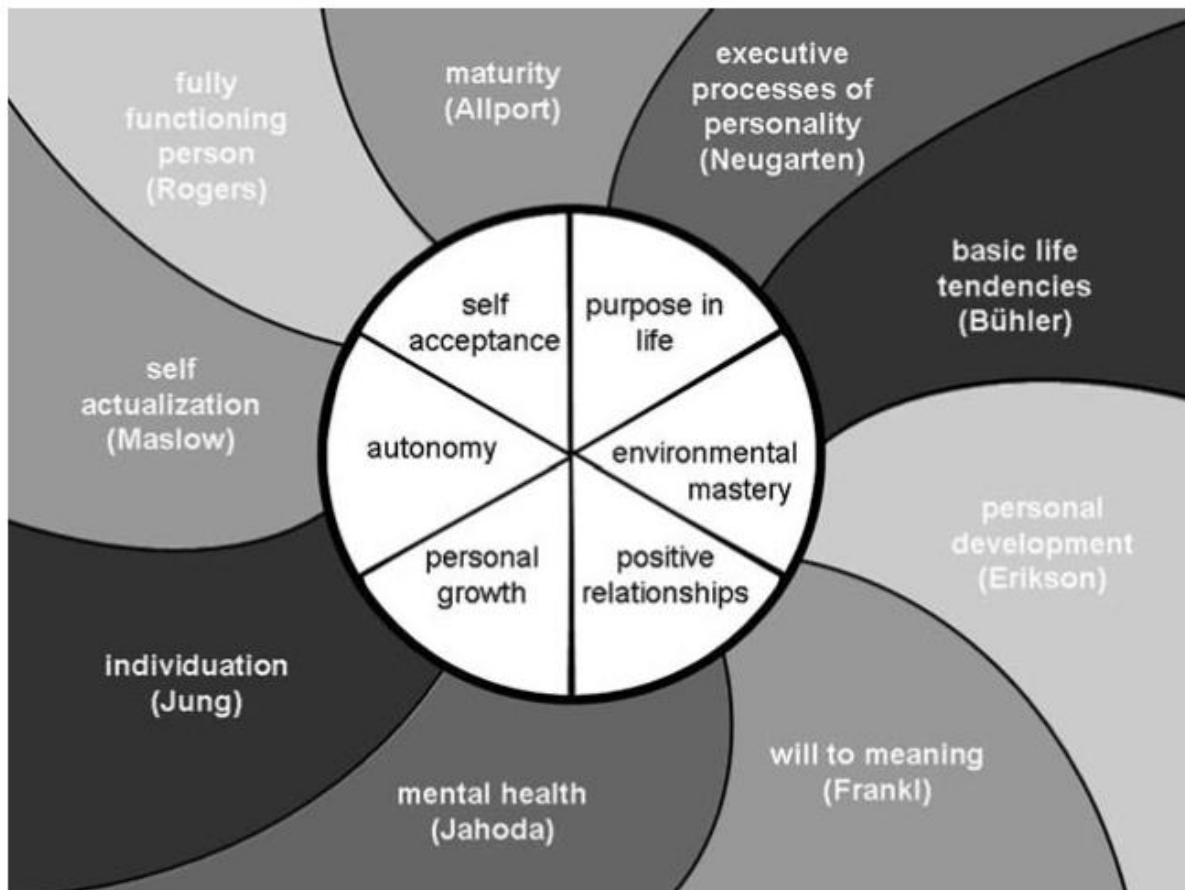 fully
functioning
person
(Rogers)
maturity
(Allport)
executive
processes of
personality
(Neugarten)
basic life
tendencies
(Bühler)
self
acceptance
purpose in
life
self
actualization
(Maslow)
autonomy
environmental
mastery
personal
development
(Erikson)
personal
growth
positive
relationships
individuation
(Jung)
mental health
(Jahoda)
will to meaning
(Frankl)